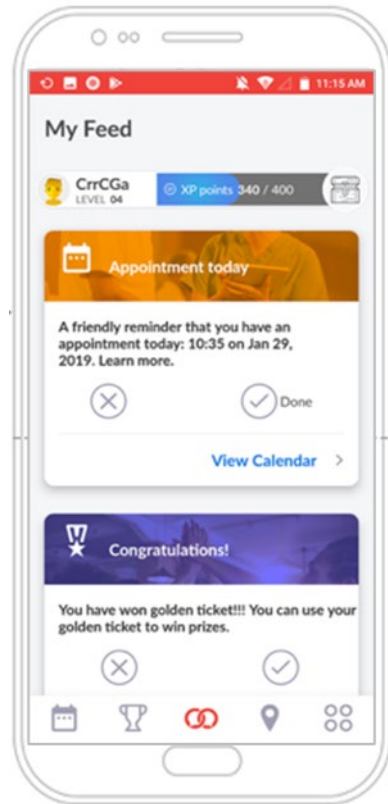 11:15 AM
My Feed
CrrCGa
LEVEL 04
XP points 340 / 400
Appointment today
A friendly reminder that you have an
appointment today: 10:35 on Jan 29,
2019. Learn more.
Done
View Calendar
Congratulations!
You have won golden ticket!!! You can use your
golden ticket to win prizes.